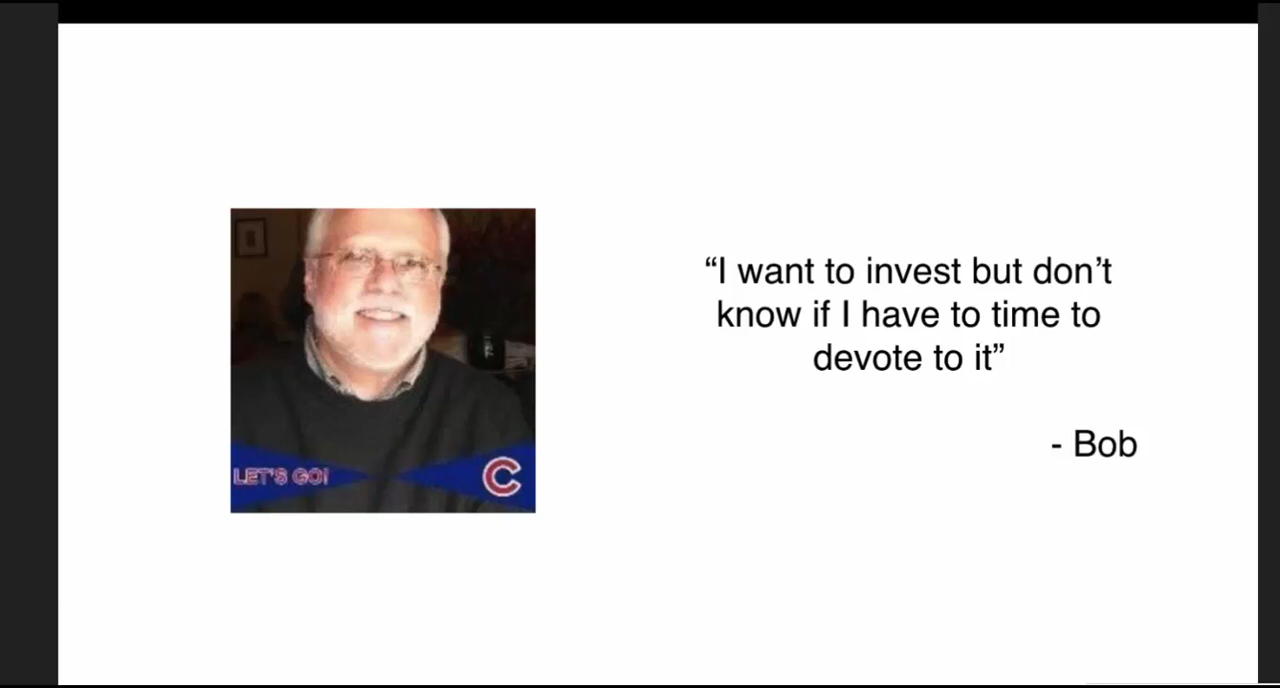 “I want to invest but don’t
know if I have to time to
devote to it”
- Bob
LET'S GO!
C